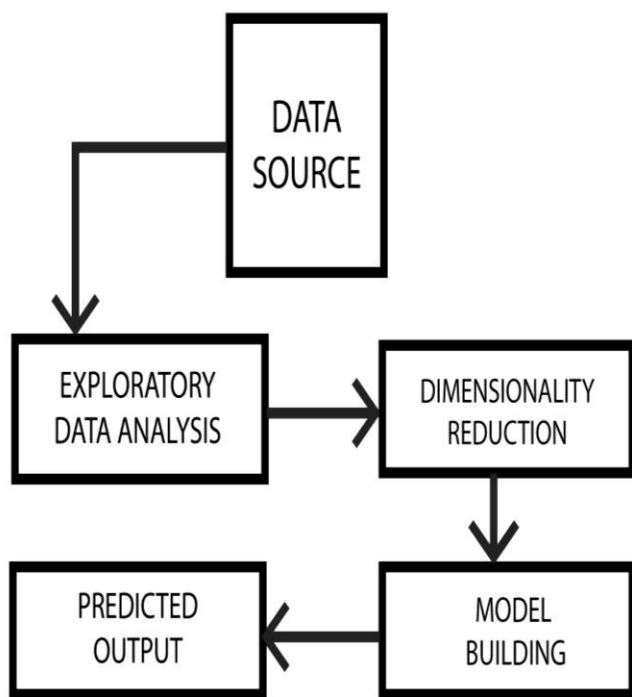 DATA
SOURCE
EXPLORATORY
DATA ANALYSIS
DIMENSIONALITY
REDUCTION
MODEL
BUILDING
PREDICTED
OUTPUT